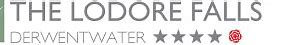 THE LODORE FALLS
DERWENTWATER ★★★★